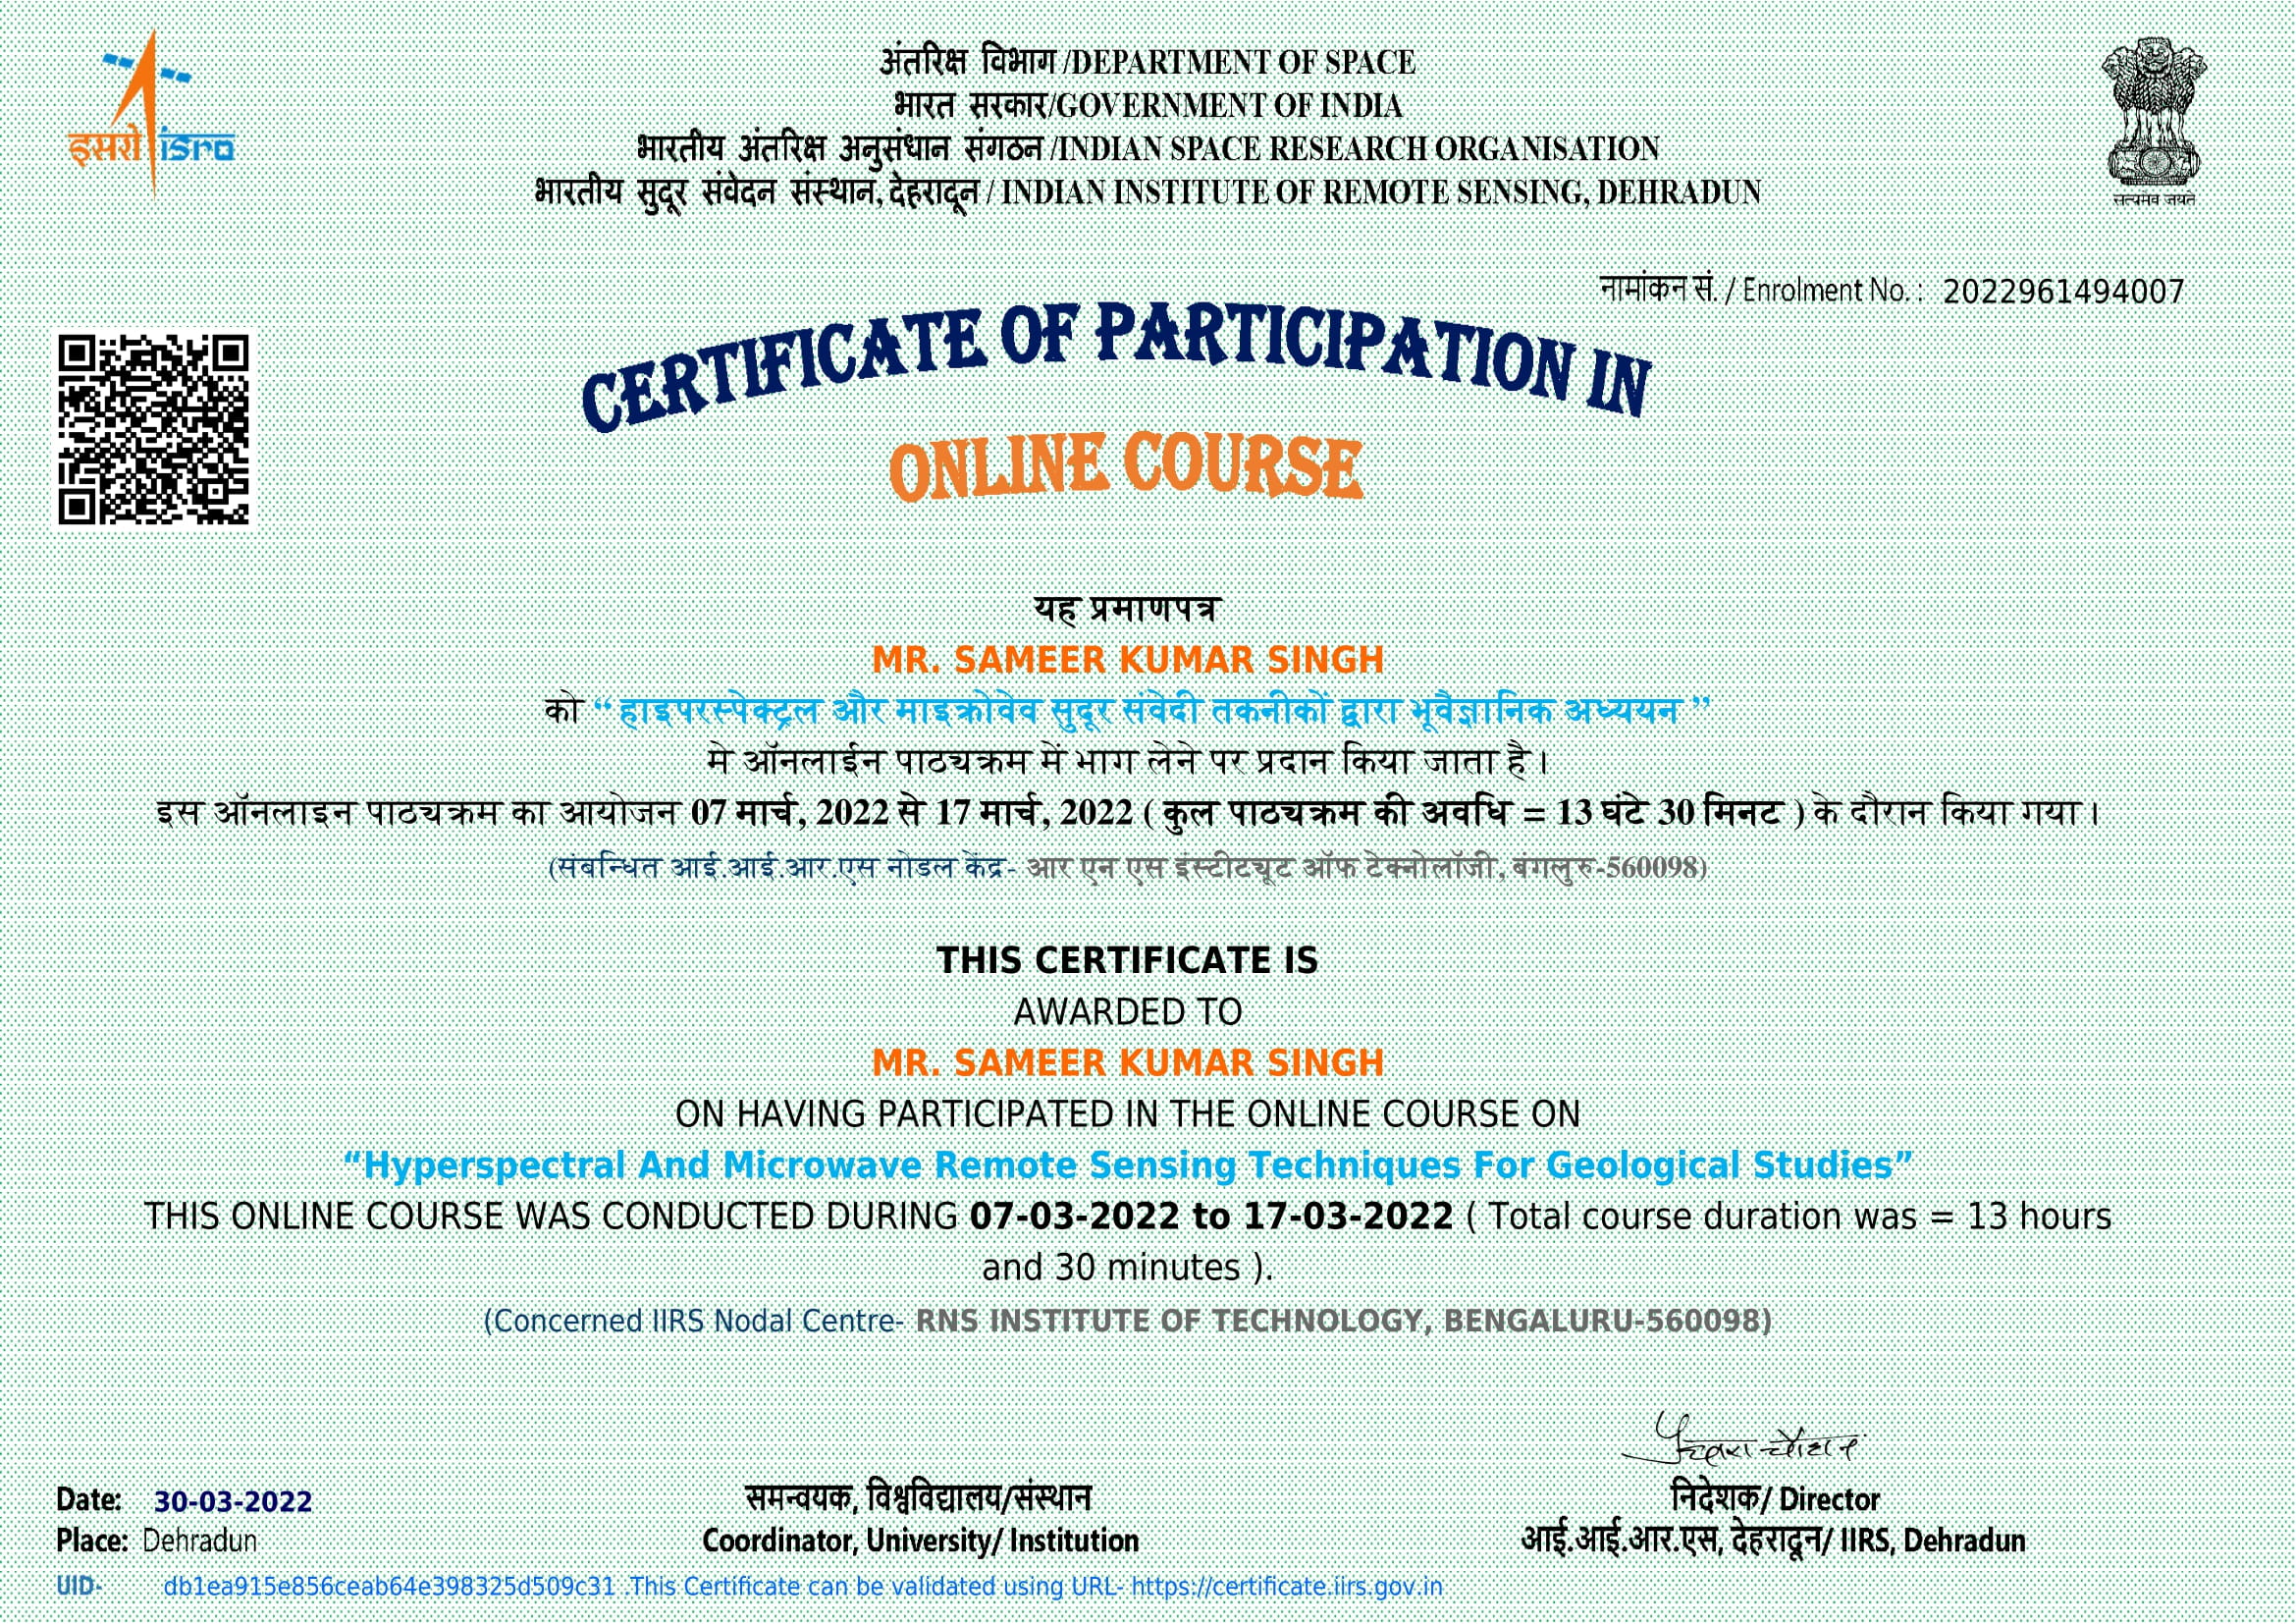 इसरो isro
अंतरिक्ष विभाग /DEPARTMENT OF SPACE
भारत सरकार/GOVERNMENT OF INDIA
भारतीय अंतरिक्ष अनुसंधान संगठन /INDIAN SPACE RESEARCH ORGANISATION
भारतीय सुदूर संवेदन संस्थान, देहरादून / INDIAN INSTITUTE OF REMOTE SENSING, DEHRADUN
सत्यमेव जयते
नामांकन सं. / Enrolment No. : 2022961494007
CERTIFICATE OF PARTICIPATION IN
ONLINE COURSE
यह प्रमाणपत्र
MR. SAMEER KUMAR SINGH
को “ हाइपरस्पेक्ट्रल और माइक्रोवेव सुदूर संवेदी तकनीकों द्वारा भूवैज्ञानिक अध्ययन ”
मे ऑनलाईन पाठ्यक्रम में भाग लेने पर प्रदान किया जाता है।
इस ऑनलाइन पाठ्यक्रम का आयोजन 07 मार्च, 2022 से 17 मार्च, 2022 ( कुल पाठ्यक्रम की अवधि = 13 घंटे 30 मिनट ) के दौरान किया गया।
(संबन्धित आई.आई.आर.एस नोडल केंद्र- आर एन एस इंस्टीटच्यूट ऑफ टेक्नोलॉजी, बंगलुरु-560098)
THIS CERTIFICATE IS
AWARDED TO
MR. SAMEER KUMAR SINGH
ON HAVING PARTICIPATED IN THE ONLINE COURSE ON
“Hyperspectral And Microwave Remote Sensing Techniques For Geological Studies”
THIS ONLINE COURSE WAS CONDUCTED DURING 07-03-2022 to 17-03-2022 ( Total course duration was = 13 hours
and 30 minutes ).
(Concerned IIRS Nodal Centre- RNS INSTITUTE OF TECHNOLOGY, BENGALURU-560098)
Date: 30-03-2022
Place: Dehradun
समन्वयक, विश्वविद्यालय/संस्थान
Coordinator, University/ Institution
निदेशक/ Director
आई.आई.आर.एस, देहरादून/ IIRS, Dehradun
UID- db1ea915e856ceab64e398325d509c31 .This Certificate can be validated using URL- https://certificate.iirs.gov.in